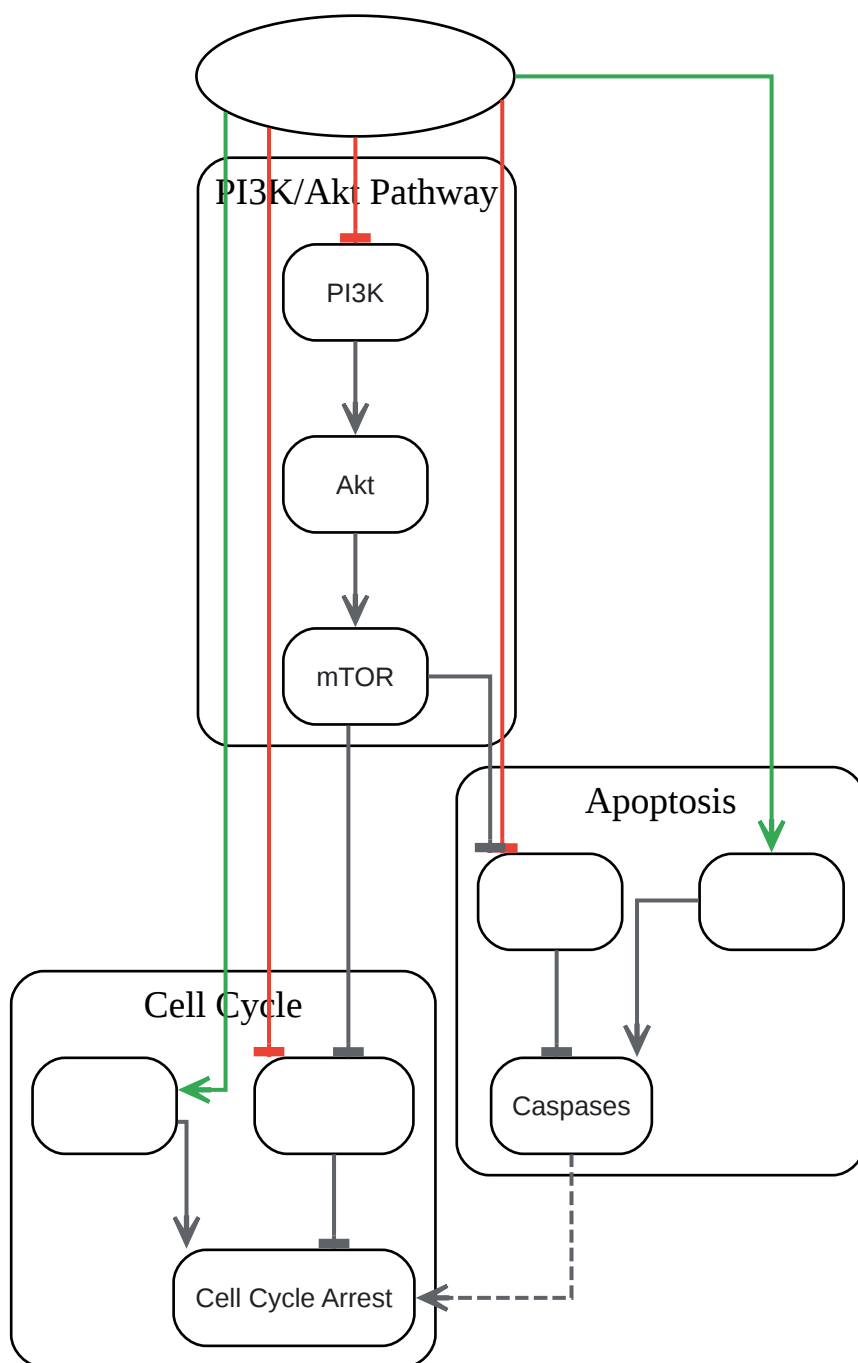 PI3K/Akt Pathway
PI3K
Akt
mTOR
Apoptosis
Cell Cycle
Caspases
Cell Cycle Arrest